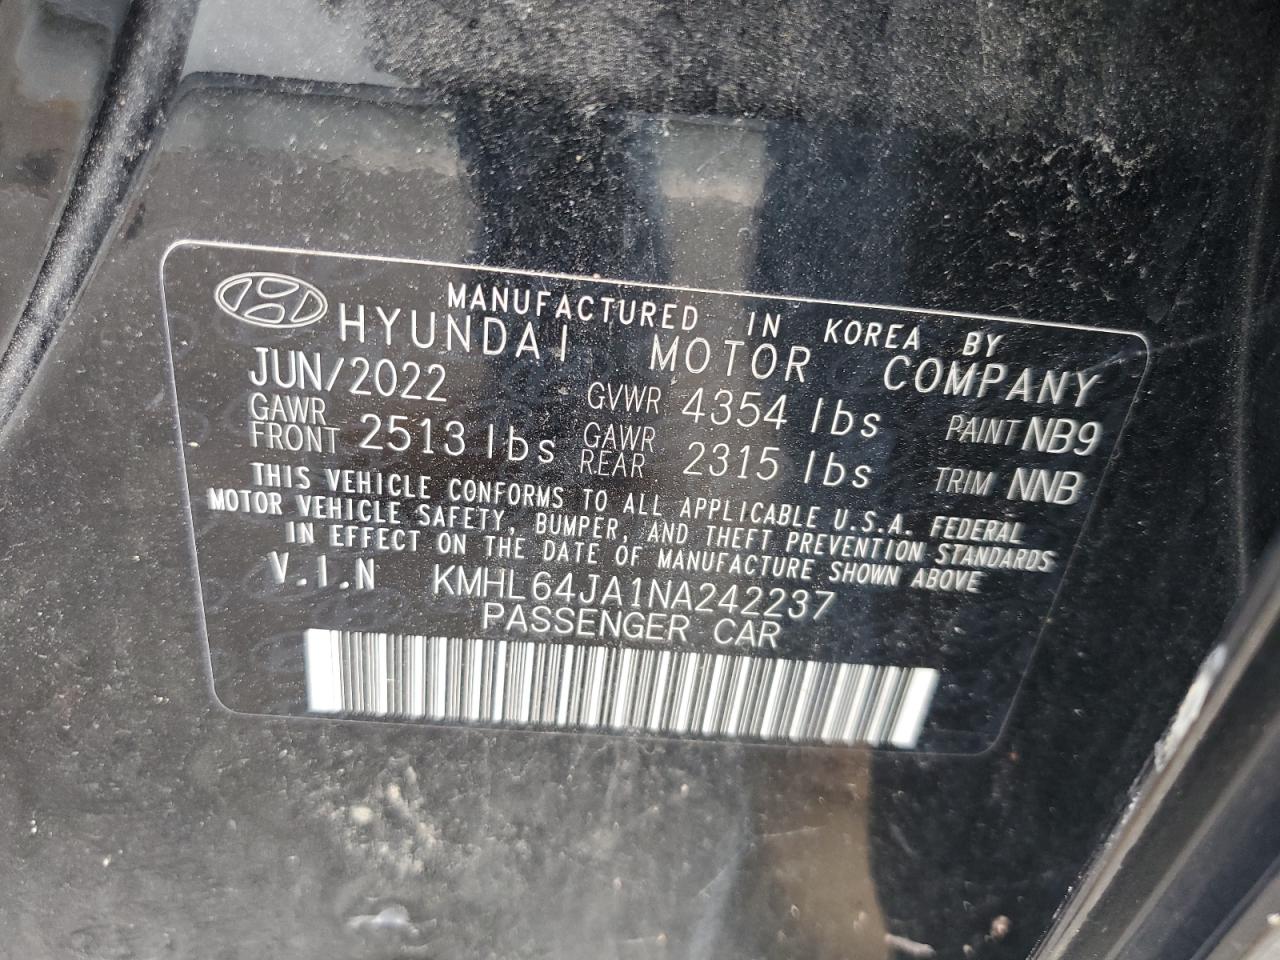 MANUFACTURED IN KOREA BY
HYUNDAI MOTOR COMPANY
JUN/2022 GVWR 4354 lbs PAINT NB9
GAWR FRONT 2513 lbs GAWR REAR 2315 lbs TRIM NNB
THIS VEHICLE CONFORMS TO ALL APPLICABLE U.S.A. FEDERAL
MOTOR VEHICLE SAFETY, BUMPER, AND THEFT PREVENTION STANDARDS
IN EFFECT ON THE DATE OF MANUFACTURE SHOWN ABOVE
V.I.N KMHL64JA1NA242237
PASSENGER CAR